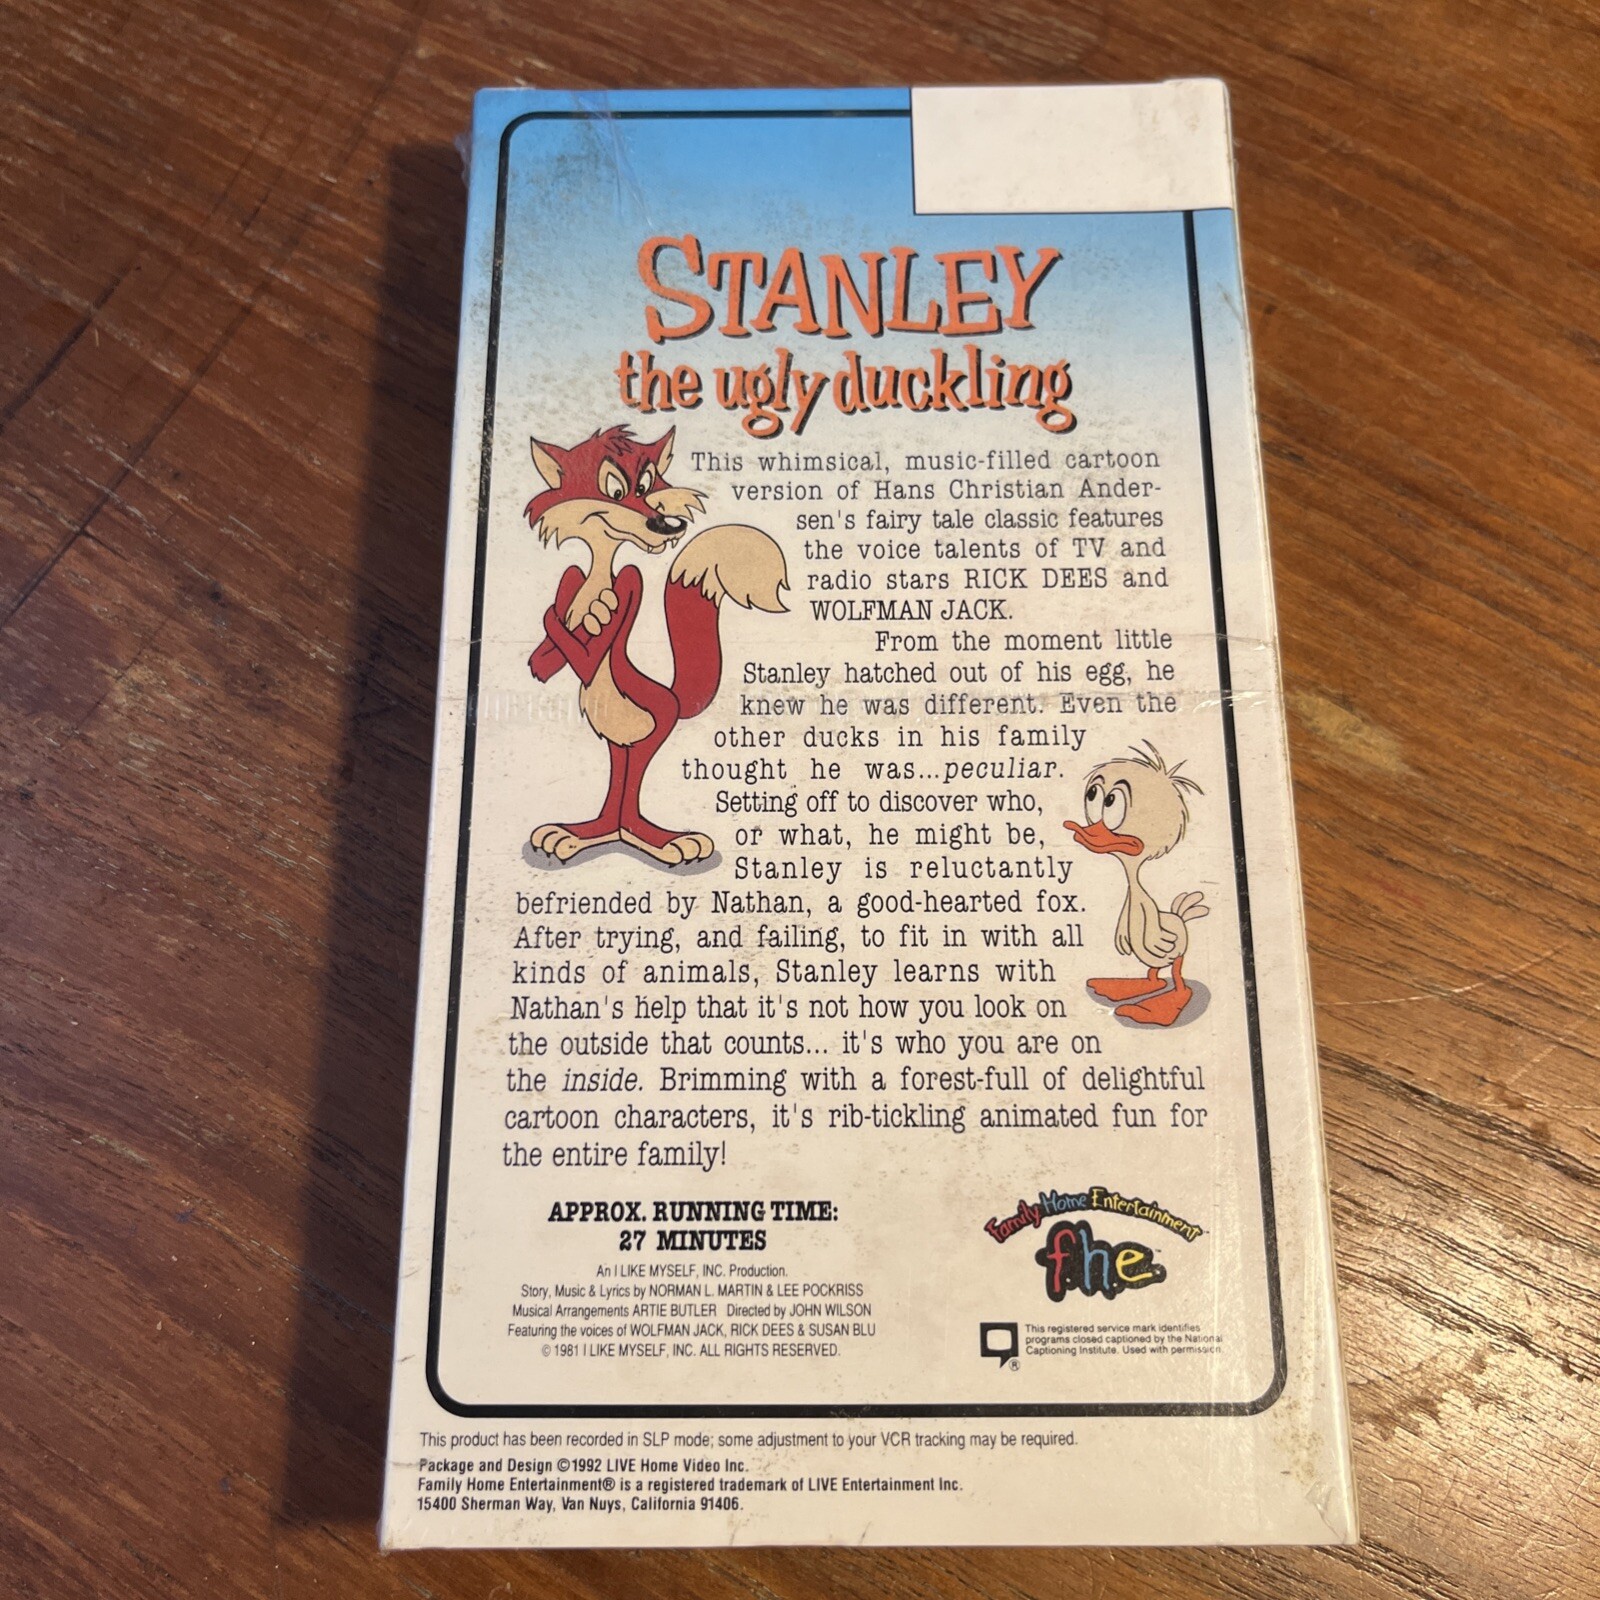 STANLEY
the ugly duckling
This whimsical, music-filled cartoon
version of Hans Christian Ander-
sen's fairy tale classic features
the voice talents of TV and
radio stars RICK DEES and
WOLFMAN JACK.
From the moment little
Stanley hatched out of his egg, he
knew he was different. Even the
other ducks in his family
thought he was...peculiar.
Setting off to discover who,
or what, he might be,
Stanley is reluctantly
befriended by Nathan, a good-hearted fox.
After trying, and failing, to fit in with all
kinds of animals, Stanley learns with
Nathan's help that it's not how you look on
the outside that counts... it's who you are on
the inside. Brimming with a forest-full of delightful
cartoon characters, it's rib-tickling animated fun for
the entire family!
APPROX. RUNNING TIME:
27 MINUTES
An I LIKE MYSELF, INC. Production.
Story, Music & Lyrics by NORMAN L. MARTIN & LEE POCKRISS
Musical Arrangements ARTIE BUTLER Directed by JOHN WILSON
Featuring the voices of WOLFMAN JACK, RICK DEES & SUSAN BLU
© 1981 I LIKE MYSELF, INC. ALL RIGHTS RESERVED.
Family Home Entertainment™
f.h.e.™
This registered service mark identifies
programs closed captioned by the National
Captioning Institute. Used with permission.
®
This product has been recorded in SLP mode; some adjustment to your VCR tracking may be required.
Package and Design ©1992 LIVE Home Video Inc.
Family Home Entertainment® is a registered trademark of LIVE Entertainment Inc.
15400 Sherman Way, Van Nuys, California 91406.